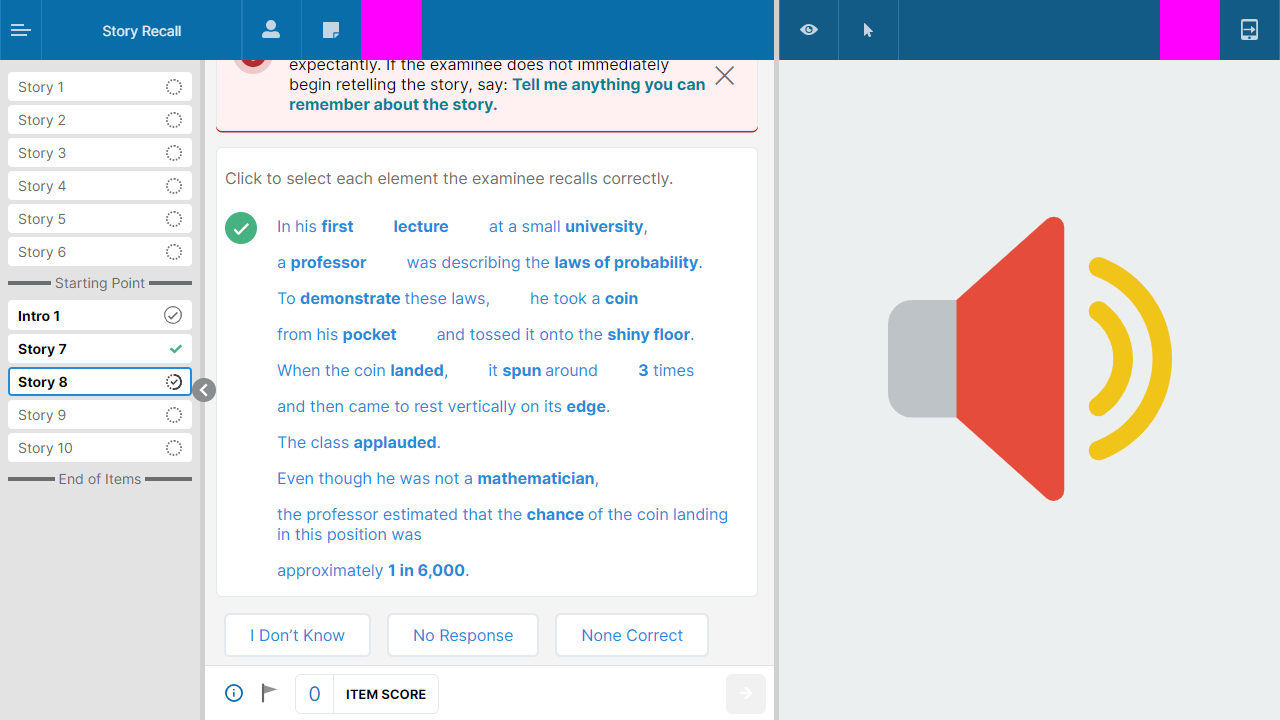 Story Recall
Story 1
Story 2
Story 3
Story 4
Story 5
Story 6
Starting Point
Intro 1
Story 7
Story 8
Story 9
Story 10
End of Items
expectantly. If the examinee does not immediately
begin retelling the story, say: Tell me anything you can
remember about the story.
Click to select each element the examinee recalls correctly.
In his first lecture at a small university,
a professor was describing the laws of probability.
To demonstrate these laws, he took a coin
from his pocket and tossed it onto the shiny floor.
When the coin landed, it spun around 3 times
and then came to rest vertically on its edge.
The class applauded.
Even though he was not a mathematician,
the professor estimated that the chance of the coin landing
in this position was
approximately 1 in 6,000.
I Don’t Know No Response None Correct
0 ITEM SCORE